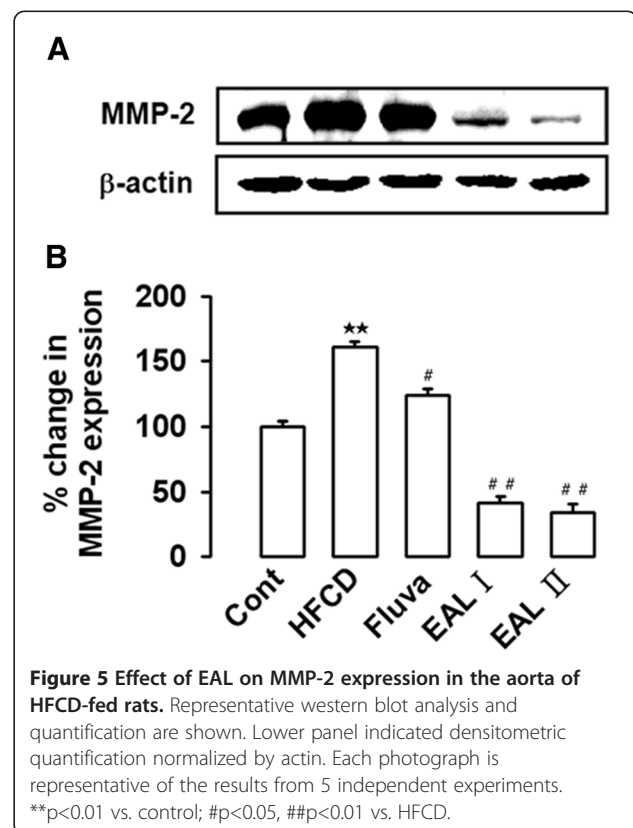 A
MMP-2
β-actin
B
% change in
MMP-2 expression
200
150
100
50
0
★★
#
# #
# #
Cont
HFCD
Fluva
EAL Ⅰ
EAL Ⅱ
Figure 5 Effect of EAL on MMP-2 expression in the aorta of
HFCD-fed rats. Representative western blot analysis and
quantification are shown. Lower panel indicated densitometric
quantification normalized by actin. Each photograph is
representative of the results from 5 independent experiments.
**p<0.01 vs. control; #p<0.05, ##p<0.01 vs. HFCD.